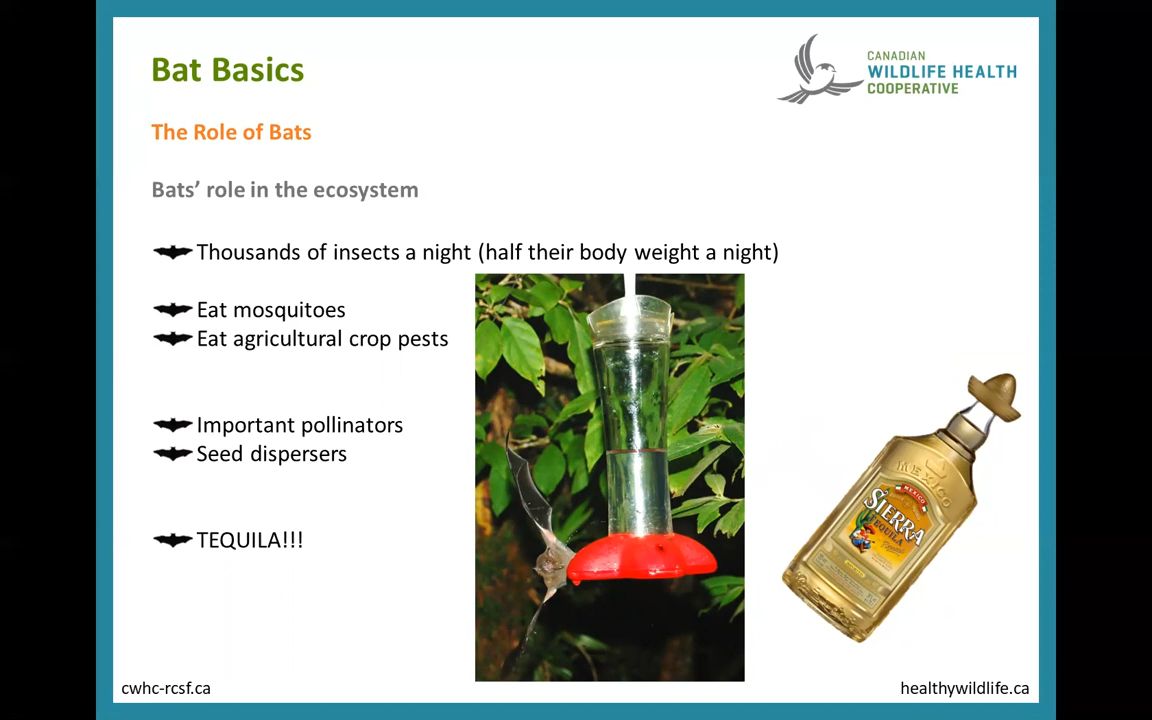 Bat Basics
CANADIAN
WILDLIFE HEALTH
COOPERATIVE
The Role of Bats
Bats’ role in the ecosystem
Thousands of insects a night (half their body weight a night)
Eat mosquitoes
Eat agricultural crop pests
Important pollinators
Seed dispersers
TEQUILA!!!
MEXICO
MEXICO
SIERRA
TEQUILA
cwhc-rcsf.ca
healthywildlife.ca